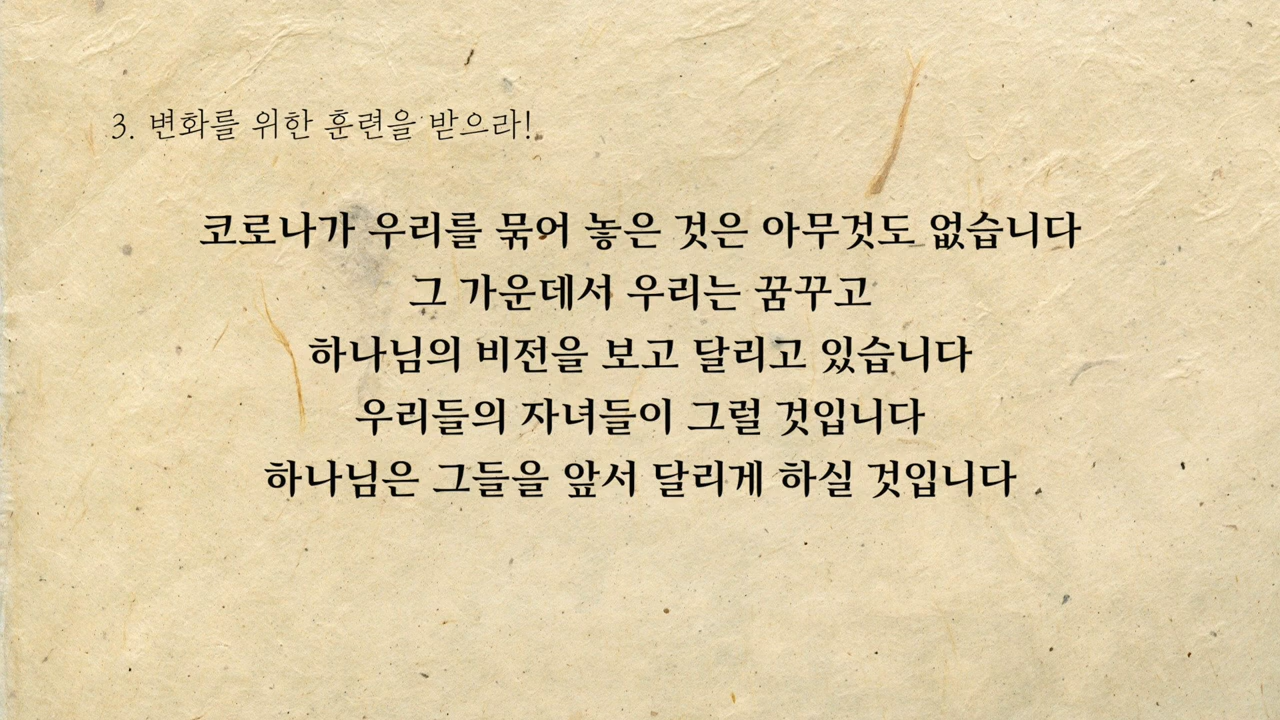 3. 변화를 위한 훈련을 받으라!
코로나가 우리를 묶어 놓은 것은 아무것도 없습니다
그 가운데서 우리는 꿈꾸고
하나님의 비전을 보고 달리고 있습니다
우리들의 자녀들이 그럴 것입니다
하나님은 그들을 앞서 달리게 하실 것입니다